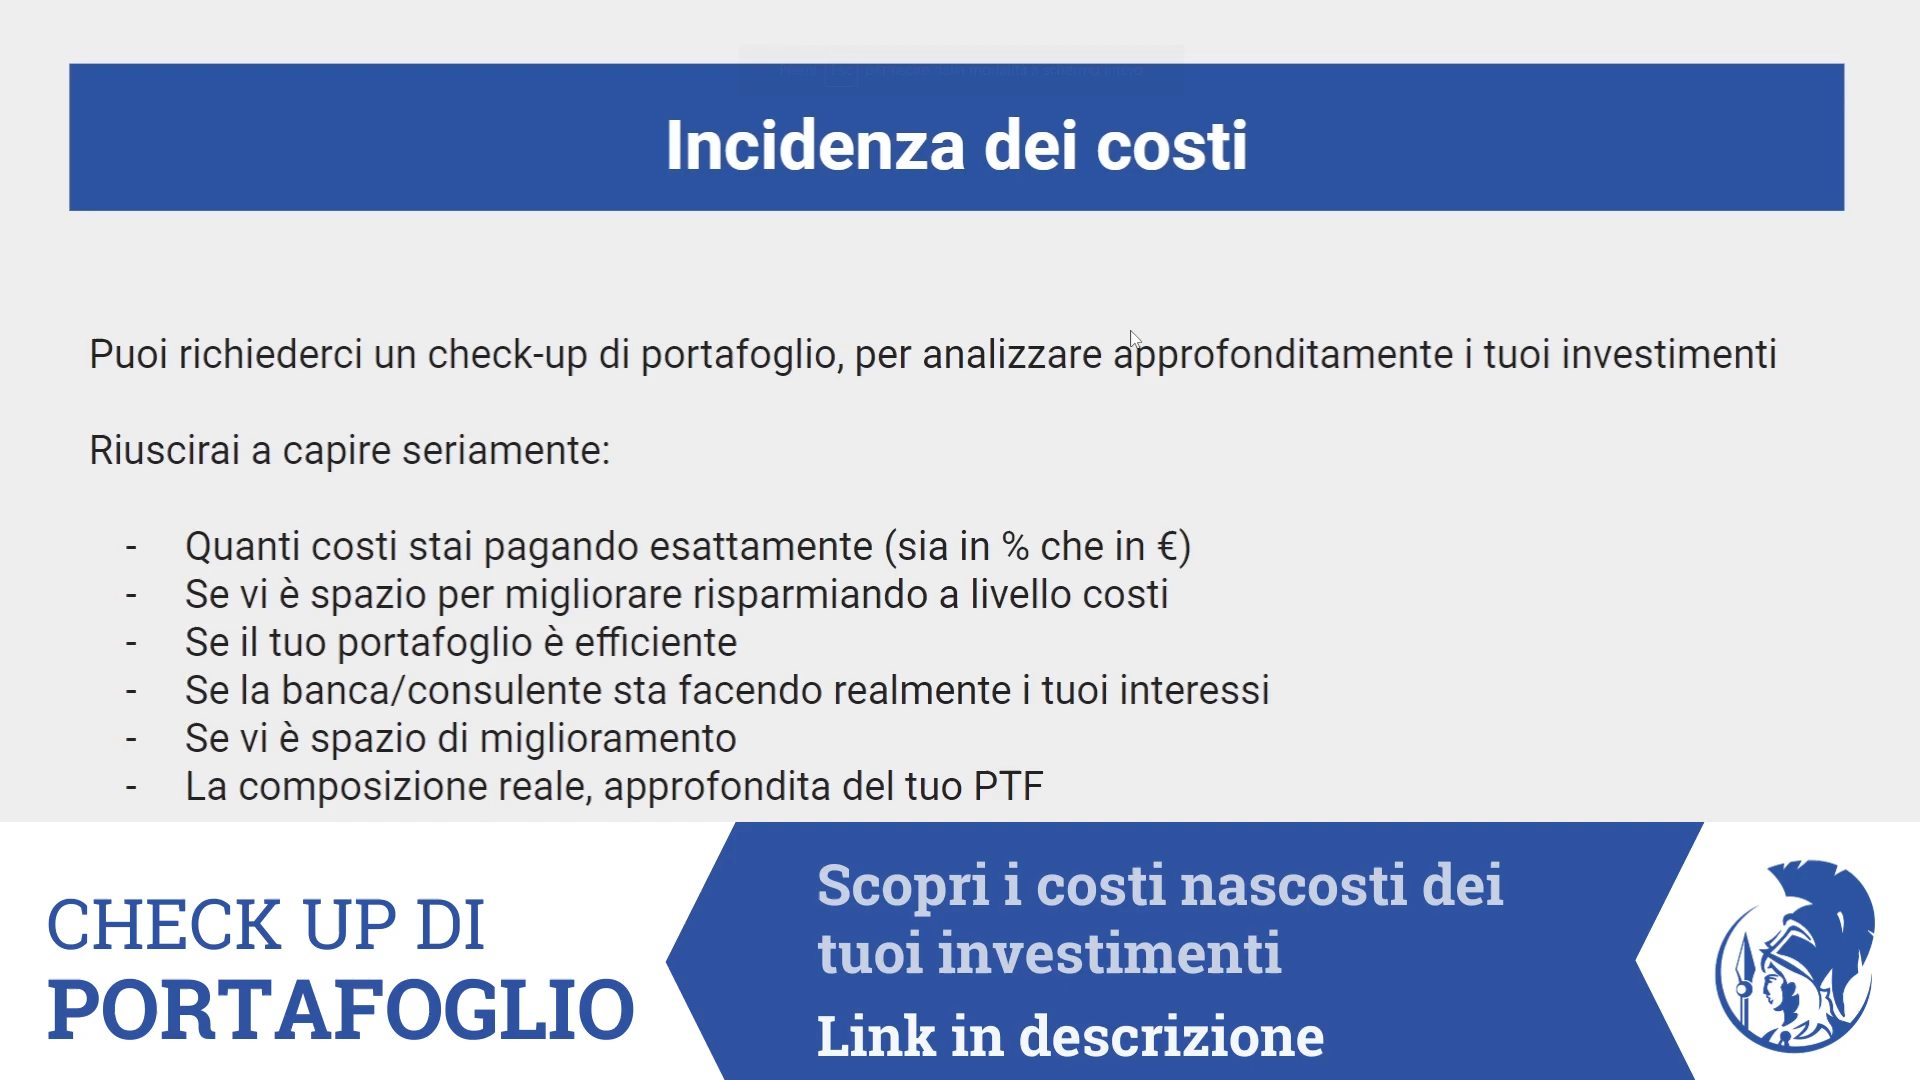 Incidenza dei costi
Puoi richiederci un check-up di portafoglio, per analizzare approfonditamente i tuoi investimenti
Riuscirai a capire seriamente:
- Quanti costi stai pagando esattamente (sia in % che in €)
- Se vi è spazio per migliorare risparmiando a livello costi
- Se il tuo portafoglio è efficiente
- Se la banca/consulente sta facendo realmente i tuoi interessi
- Se vi è spazio di miglioramento
- La composizione reale, approfondita del tuo PTF
CHECK UP DI
PORTAFOGLIO
Scopri i costi nascosti dei
tuoi investimenti
Link in descrizione